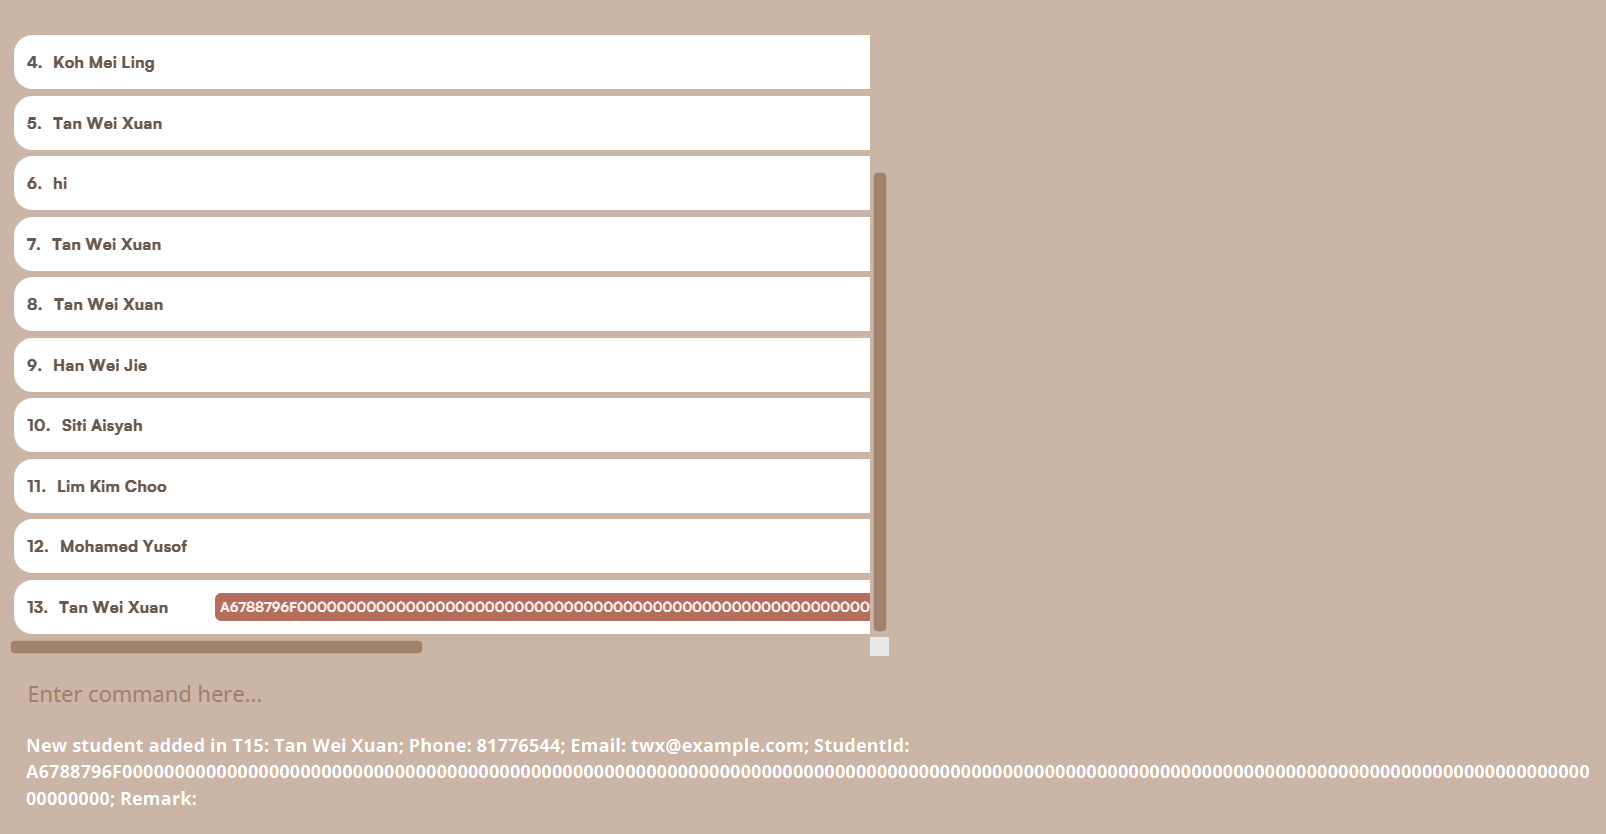 4. Koh Mei Ling
5. Tan Wei Xuan
6. hi
7. Tan Wei Xuan
8. Tan Wei Xuan
9. Han Wei Jie
10. Siti Aisyah
11. Lim Kim Choo
12. Mohamed Yusof
13. Tan Wei Xuan
Enter command here...
New student added in T15: Tan Wei Xuan; Phone: 81776544; Email: twx@example.com; StudentId:
00000000; Remark: